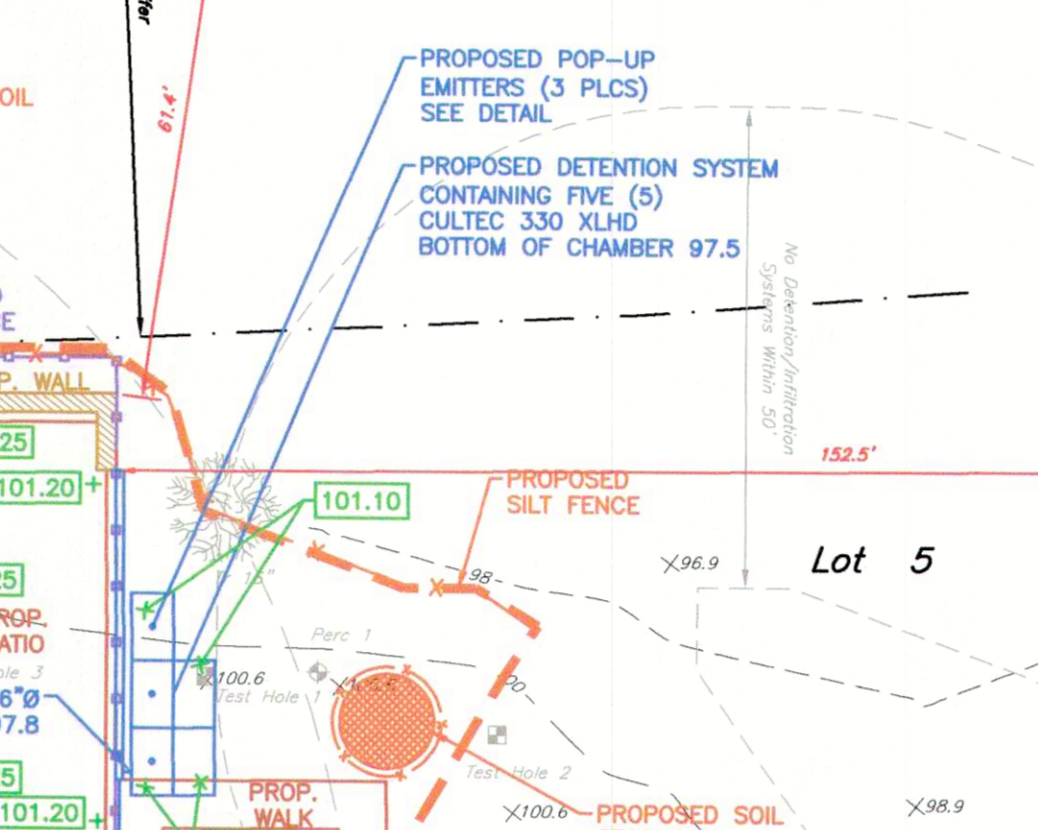 fer
61.4'
OIL
PROPOSED POP-UP
EMITTERS (3 PLCS)
SEE DETAIL
PROPOSED DETENTION SYSTEM
CONTAINING FIVE (5)
CULTEC 330 XLHD
BOTTOM OF CHAMBER 97.5
No Detention/Infiltration
Systems Within 50'
E
P. WALL
25
101.20
152.5'
101.10
PROPOSED
SILT FENCE
98
96.9
Lot 5
15"
25
ROP.
ATIO
Perc 1
ole 3
100.6
Test Hole 1
6"Ø
97.8
Test Hole 2
5
101.20
PROP.
WALK
100.6
PROPOSED SOIL
98.9